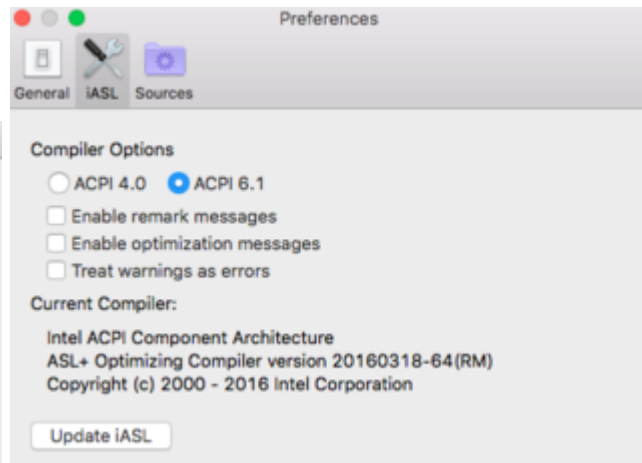 Preferences
General iASL Sources
Compiler Options
ACPI 4.0 ACPI 6.1
Enable remark messages
Enable optimization messages
Treat warnings as errors
Current Compiler:
Intel ACPI Component Architecture
ASL+ Optimizing Compiler version 20160318-64(RM)
Copyright (c) 2000 - 2016 Intel Corporation
Update iASL